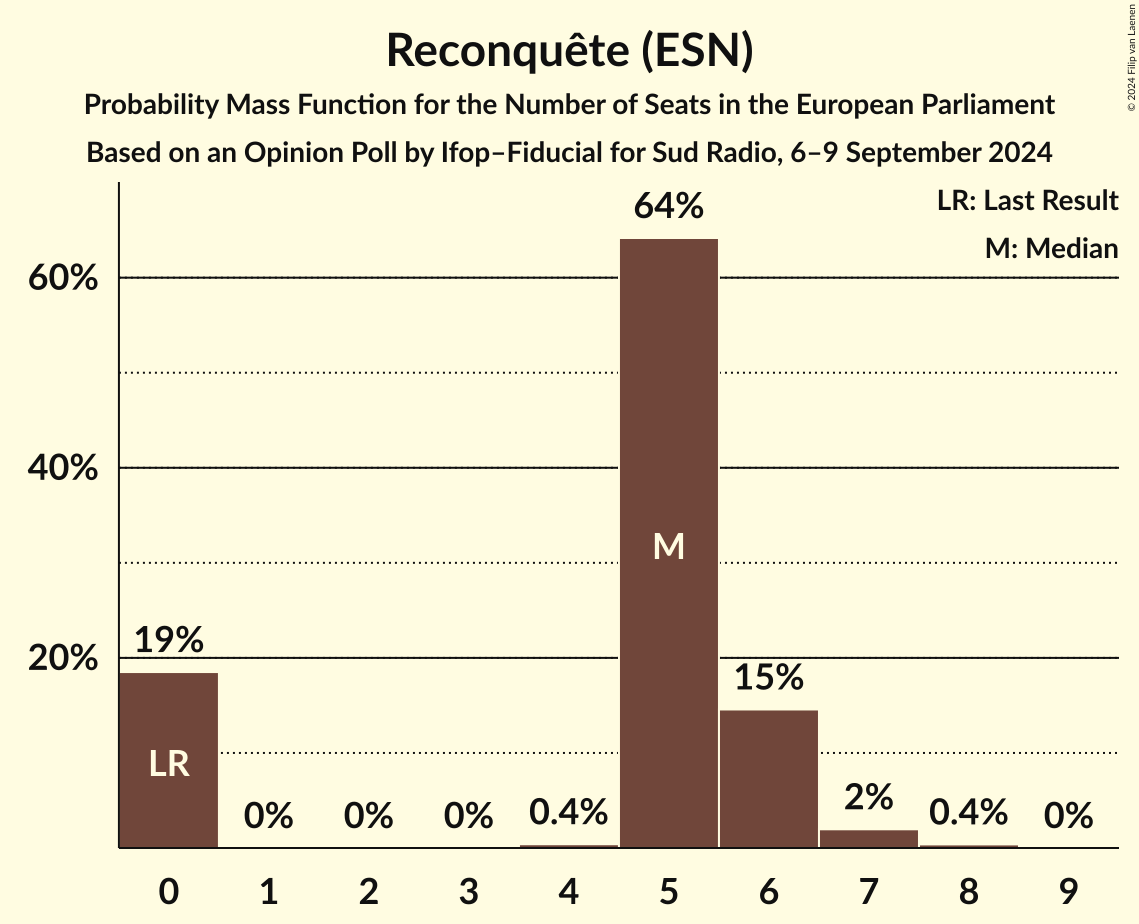 Reconquête (ESN)
Probability Mass Function for the Number of Seats in the European Parliament
Based on an Opinion Poll by Ifop–Fiducial for Sud Radio, 6–9 September 2024
© 2024 Filip van Laenen
LR: Last Result
M: Median
64%
60%
40%
M
19%
20%
15%
LR
0%
0%
0%
0.4%
2%
0.4%
0%
0 1 2 3 4 5 6 7 8 9